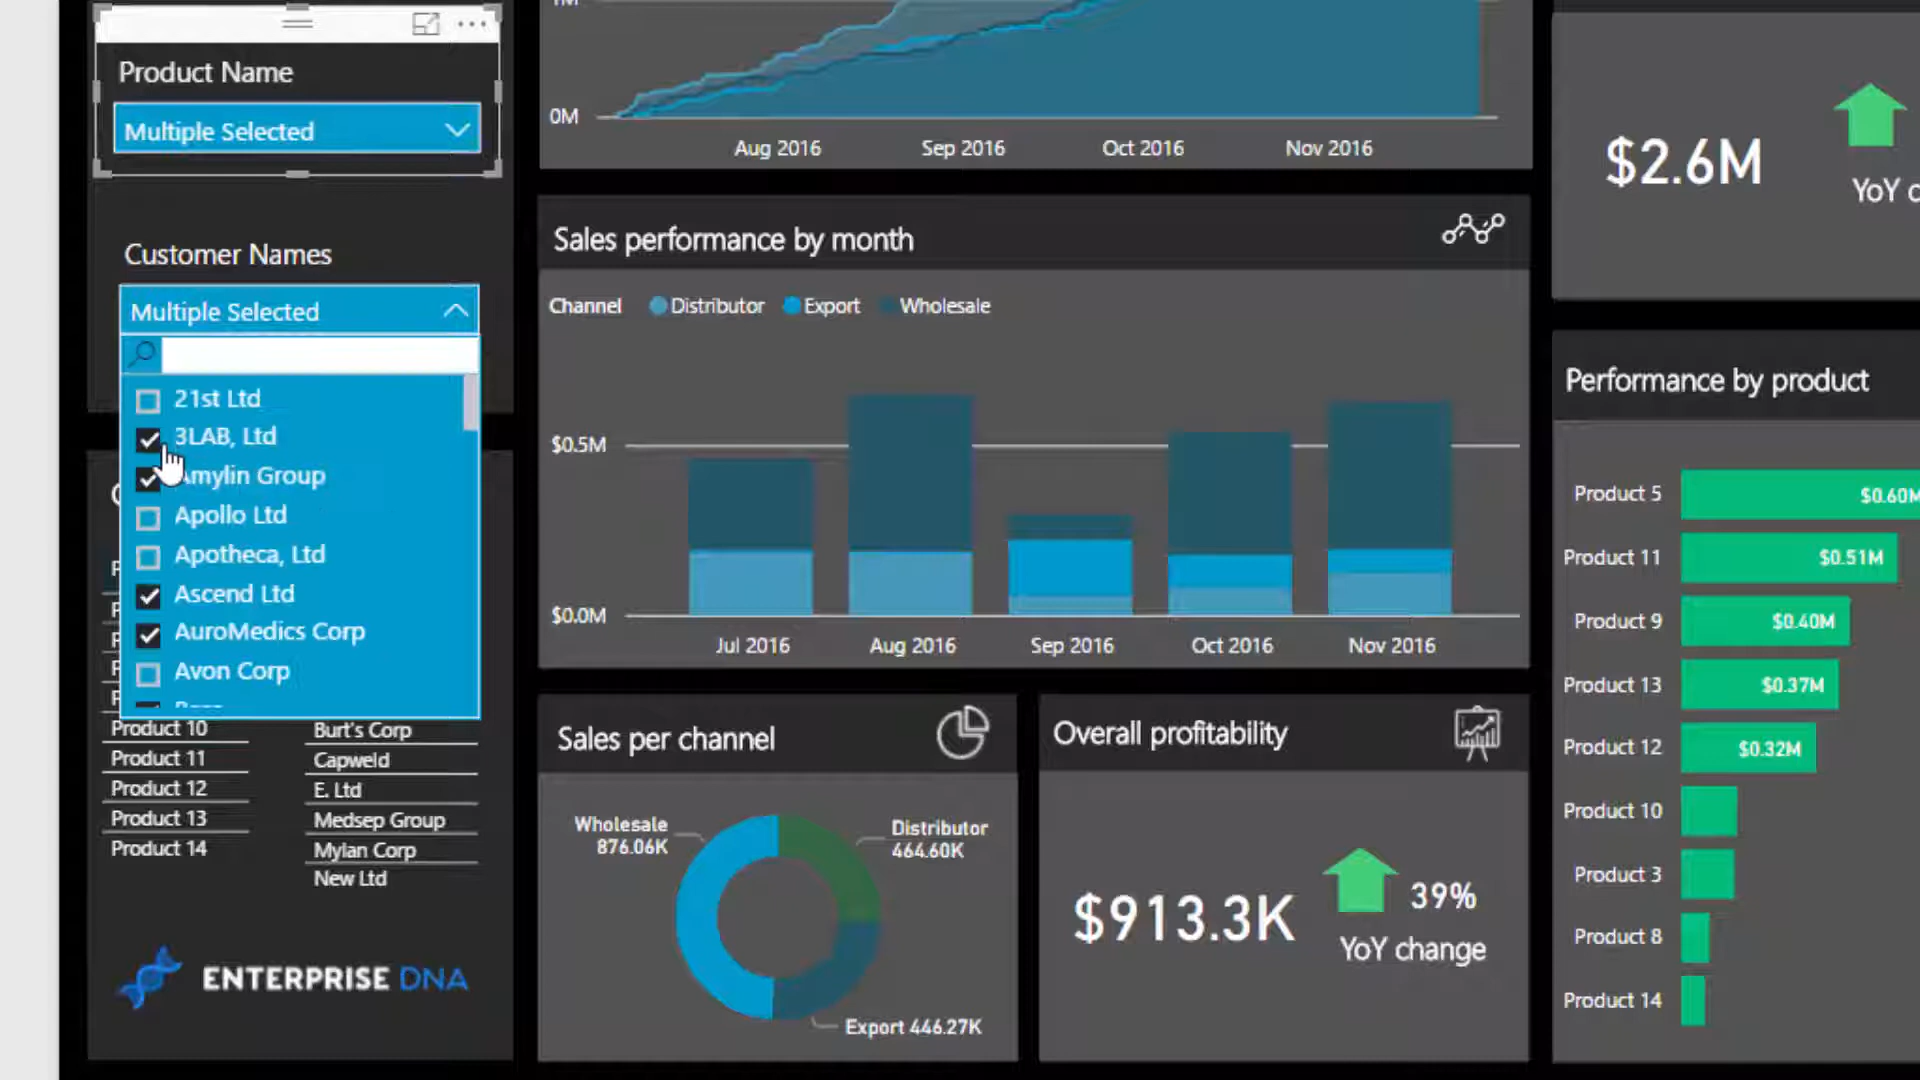 Product Name
Multiple Selected
Customer Names
Multiple Selected
21st Ltd
3LAB, Ltd
Amylin Group
Apollo Ltd
Apotheca, Ltd
Ascend Ltd
AuroMedics Corp
Avon Corp
Product 10
Product 11
Product 12
Product 13
Product 14
Burt's Corp
Capweld
E. Ltd
Medsep Group
Mylan Corp
New Ltd
ENTERPRISE DNA
0M
Aug 2016
Sep 2016
Oct 2016
Nov 2016
Sales performance by month
Channel Distributor Export Wholesale
$0.5M
$0.0M
Jul 2016
Aug 2016
Sep 2016
Oct 2016
Nov 2016
Sales per channel
Wholesale
876.06K
Distributor
464.60K
Export 446.27K
Overall profitability
$913.3K
39%
YoY change
$2.6M
YoY c
Performance by product
Product 5 $0.60M
Product 11 $0.51M
Product 9 $0.40M
Product 13 $0.37M
Product 12 $0.32M
Product 10
Product 3
Product 8
Product 14